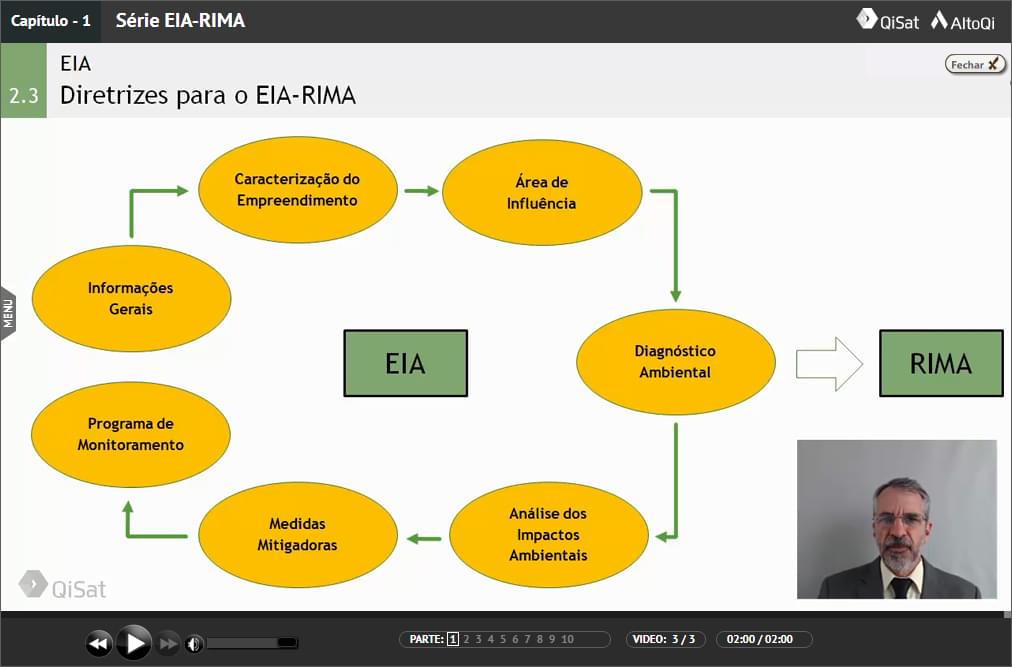 Capítulo - 1
Série EIA-RIMA
QiSat
AltoQi
EIA
Fechar
2.3
Diretrizes para o EIA-RIMA
Caracterização do
Empreendimento
Área de
Influência
Informações
Gerais
MENU
EIA
Diagnóstico
Ambiental
RIMA
Programa de
Monitoramento
Medidas
Mitigadoras
Análise dos
Impactos
Ambientais
QiSat
PARTE: 1 2 3 4 5 6 7 8 9 10
VIDEO: 3 / 3
02:00 / 02:00